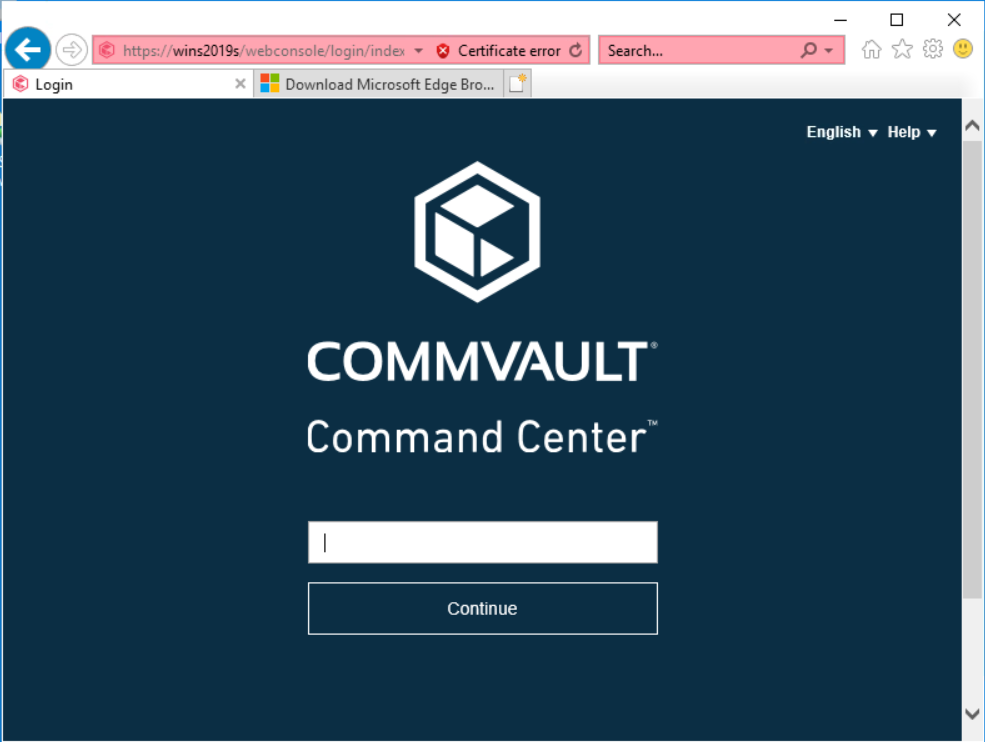 https://wins2019s/webconsole/login/index Certificate error Search...
Login Download Microsoft Edge Bro...
English Help
COMMVAULT®
Command Center™
Continue